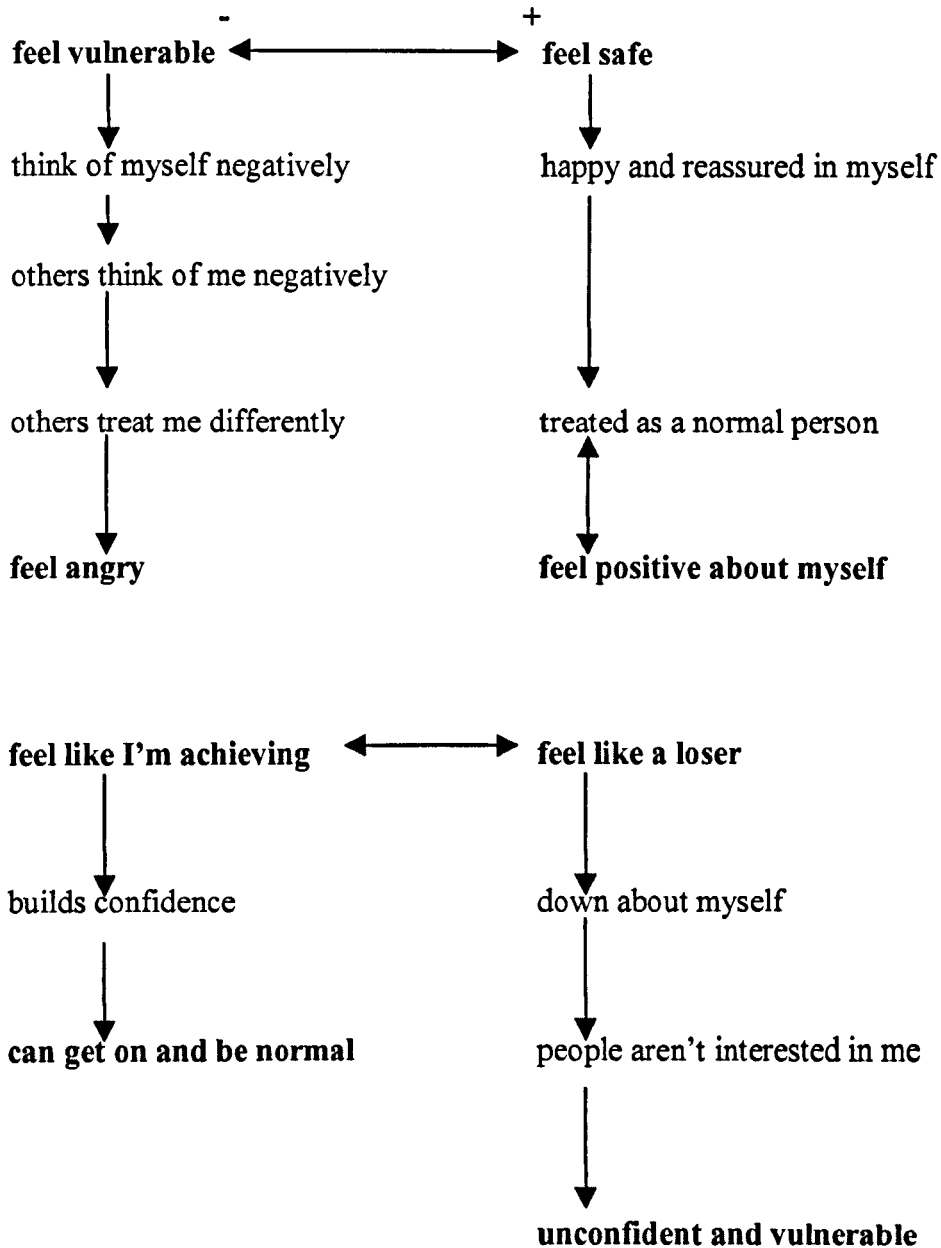 - +
feel vulnerable feel safe
think of myself negatively happy and reassured in myself
others think of me negatively
others treat me differently treated as a normal person
feel angry feel positive about myself
feel like I'm achieving feel like a loser
builds confidence down about myself
can get on and be normal people aren't interested in me
unconfident and vulnerable